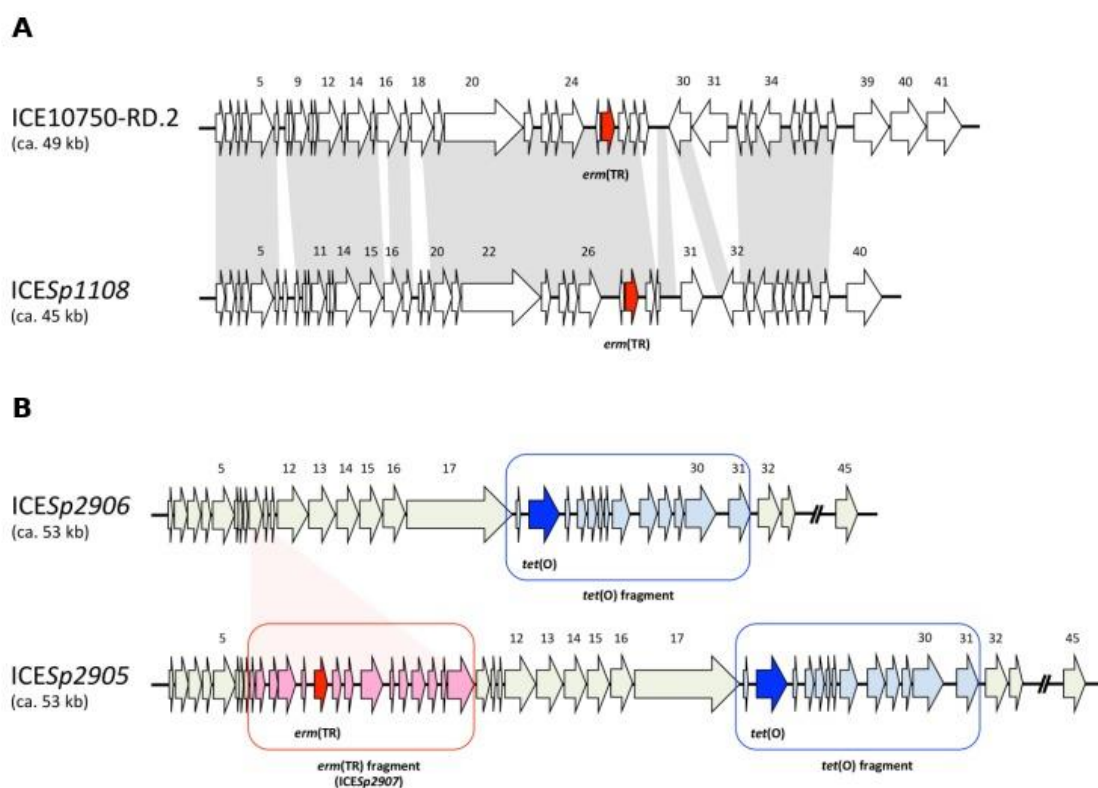 A
5 9 12 14 16 18 20 24 30 31 34 39 40 41
ICE10750-RD.2
(ca. 49 kb)
erm(TR)
5 11 14 15 16 20 22 26 31 32 40
ICESp1108
(ca. 45 kb)
erm(TR)
B
5 12 13 14 15 16 17 30 31 32 45
ICESp2906
(ca. 53 kb)
tet(O)
tet(O) fragment
5 12 13 14 15 16 17 30 31 32 45
ICESp2905
(ca. 53 kb)
erm(TR)
tet(O)
erm(TR) fragment
(ICESp2907)
tet(O) fragment